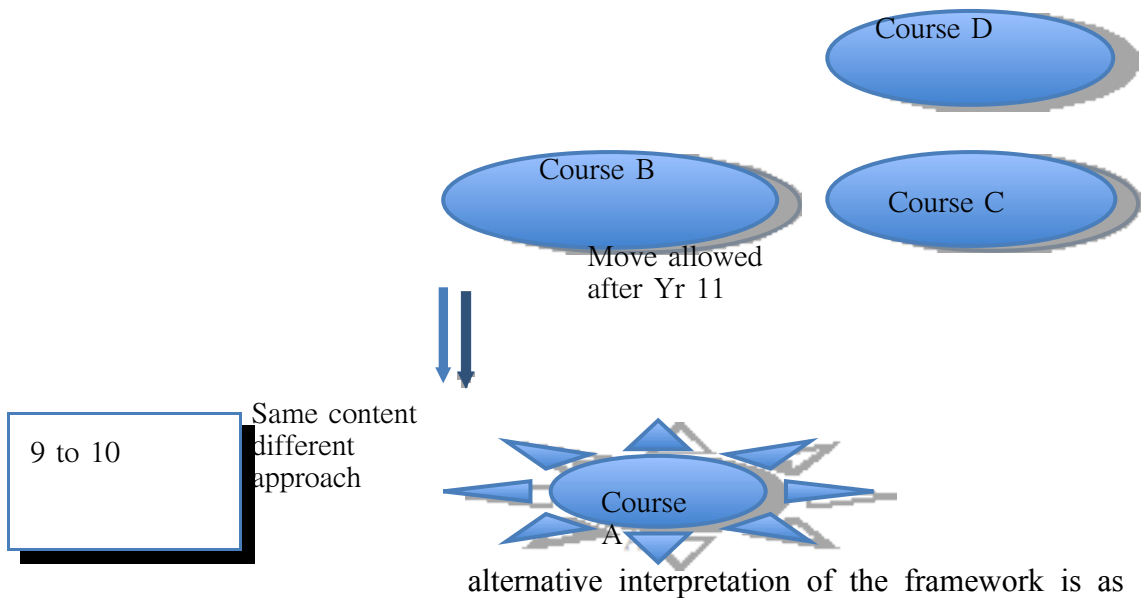 Course D
Course B
Course C
Move allowed
after Yr 11
Same content
different
approach
9 to 10
Course
A
alternative interpretation of the framework is as